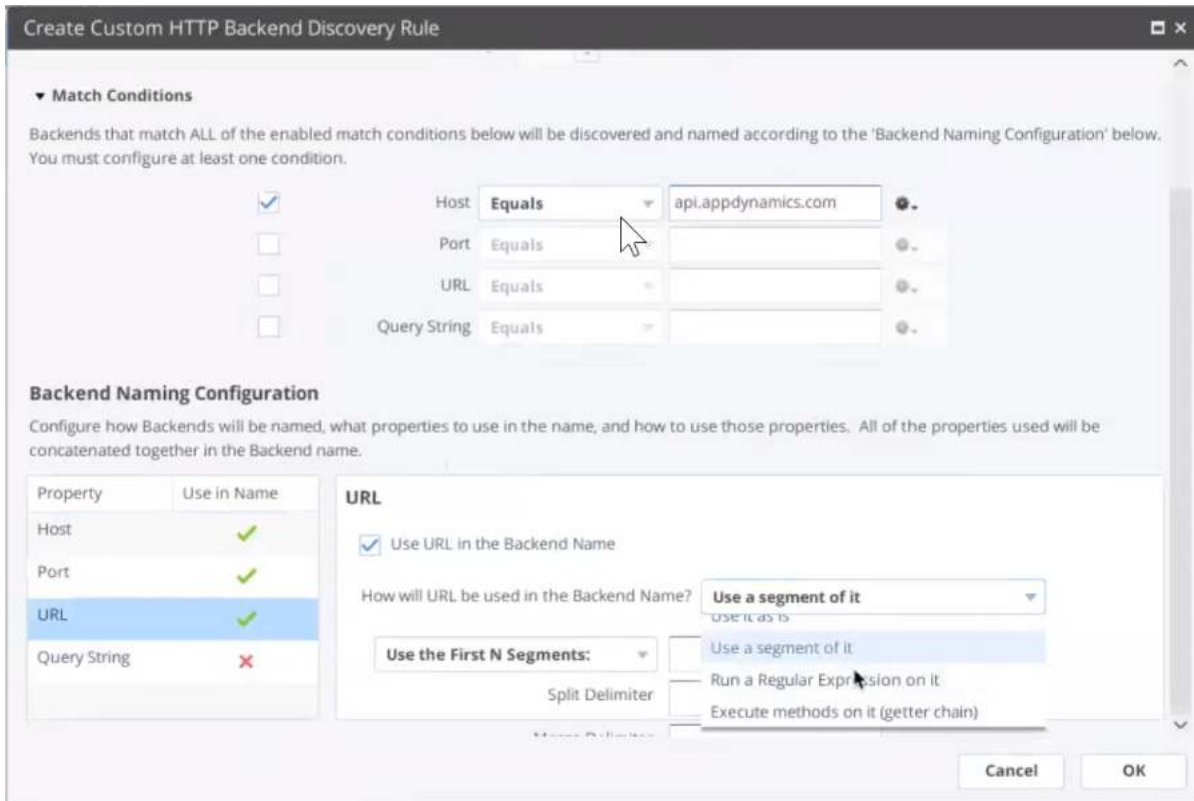 Create Custom HTTP Backend Discovery Rule
Match Conditions
Backends that match ALL of the enabled match conditions below will be discovered and named according to the 'Backend Naming Configuration' below.
You must configure at least one condition.
Host Equals api.appdynamics.com
Port Equals
URL Equals
Query String Equals
Backend Naming Configuration
Configure how Backends will be named, what properties to use in the name, and how to use those properties. All of the properties used will be
concatenated together in the Backend name.
Property Use in Name
Host
Port
URL
Query String
URL
Use URL in the Backend Name
How will URL be used in the Backend Name? Use a segment of it
Use it as is
Use a segment of it
Run a Regular Expression on it
Execute methods on it (getter chain)
Use the First N Segments:
Split Delimiter
Cancel OK